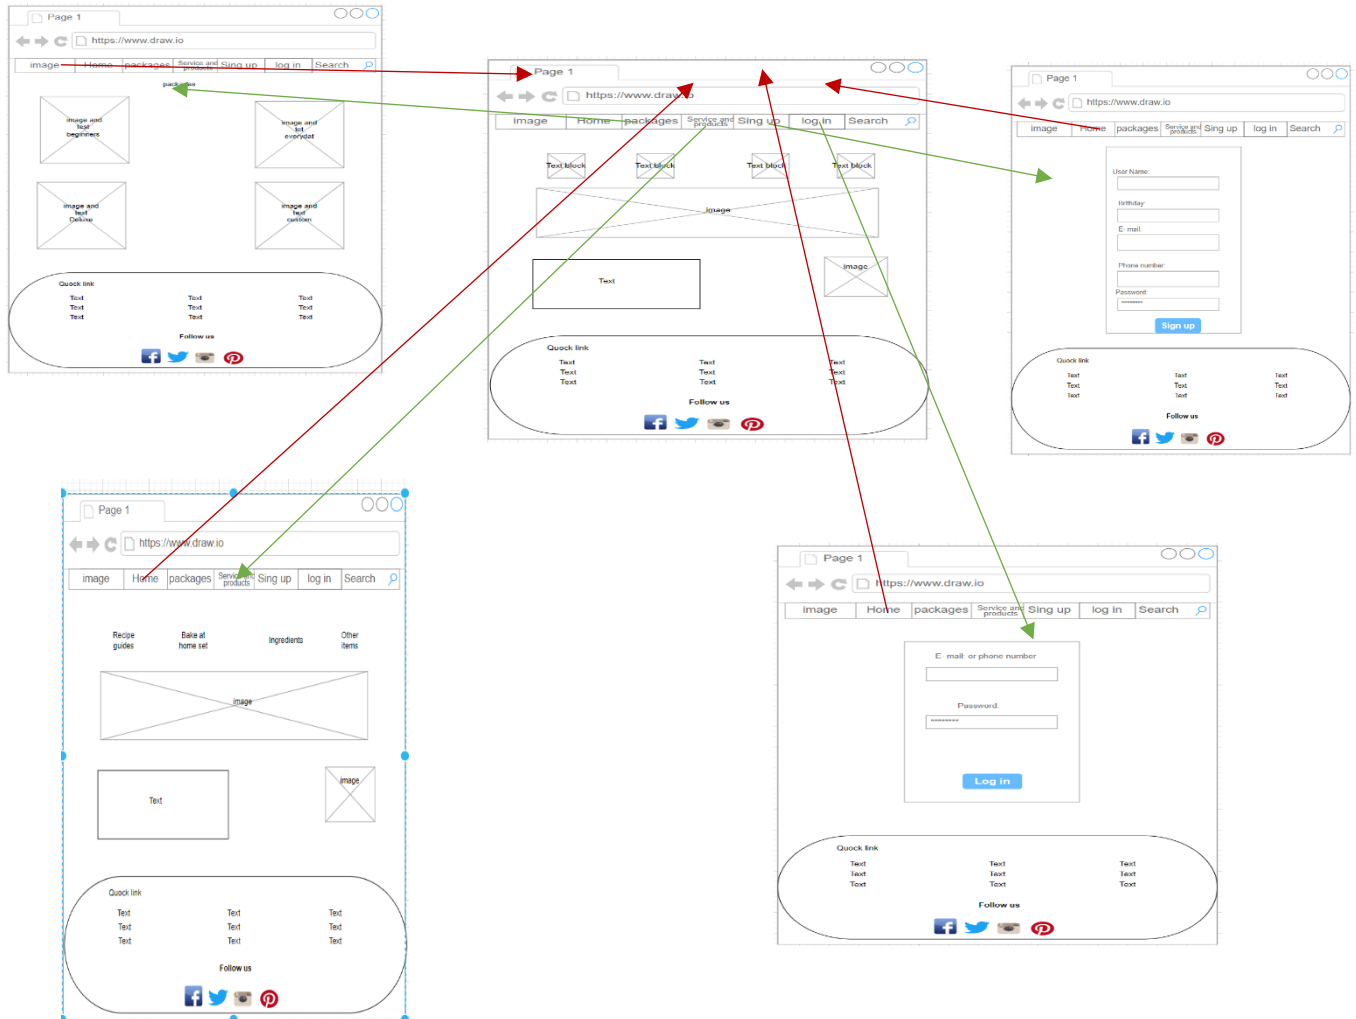 Page 1
https://www.draw.io
image Home packages Service and products Sing up log in Search
packages
image and
text
beginners
image and
txt
everydat
image and
text
Deluxe
image and
text
custom
Quock link
Text Text Text
Text Text Text
Text Text Text
Follow us
Page 1
https://www.draw.io
image Home packages Service and products Sing up log in Search
Text block Text block Text block Text block
image
Text
image
Quock link
Text Text Text
Text Text Text
Text Text Text
Follow us
Page 1
https://www.draw.io
image Home packages Service and products Sing up log in Search
User Name:
Birthday:
E- mail:
Phone number:
Password:
********
Sign up
Quock link
Text Text Text
Text Text Text
Text Text Text
Follow us
Page 1
https://www.draw.io
image Home packages Service and products Sing up log in Search
Recipe guides
Bake at home set
Ingredients
Other items
image
Text
image
Quock link
Text Text Text
Text Text Text
Text Text Text
Follow us
Page 1
https://www.draw.io
image Home packages Service and products Sing up log in Search
E- mail: or phone number
Password:
********
Log in
Quock link
Text Text Text
Text Text Text
Text Text Text
Follow us